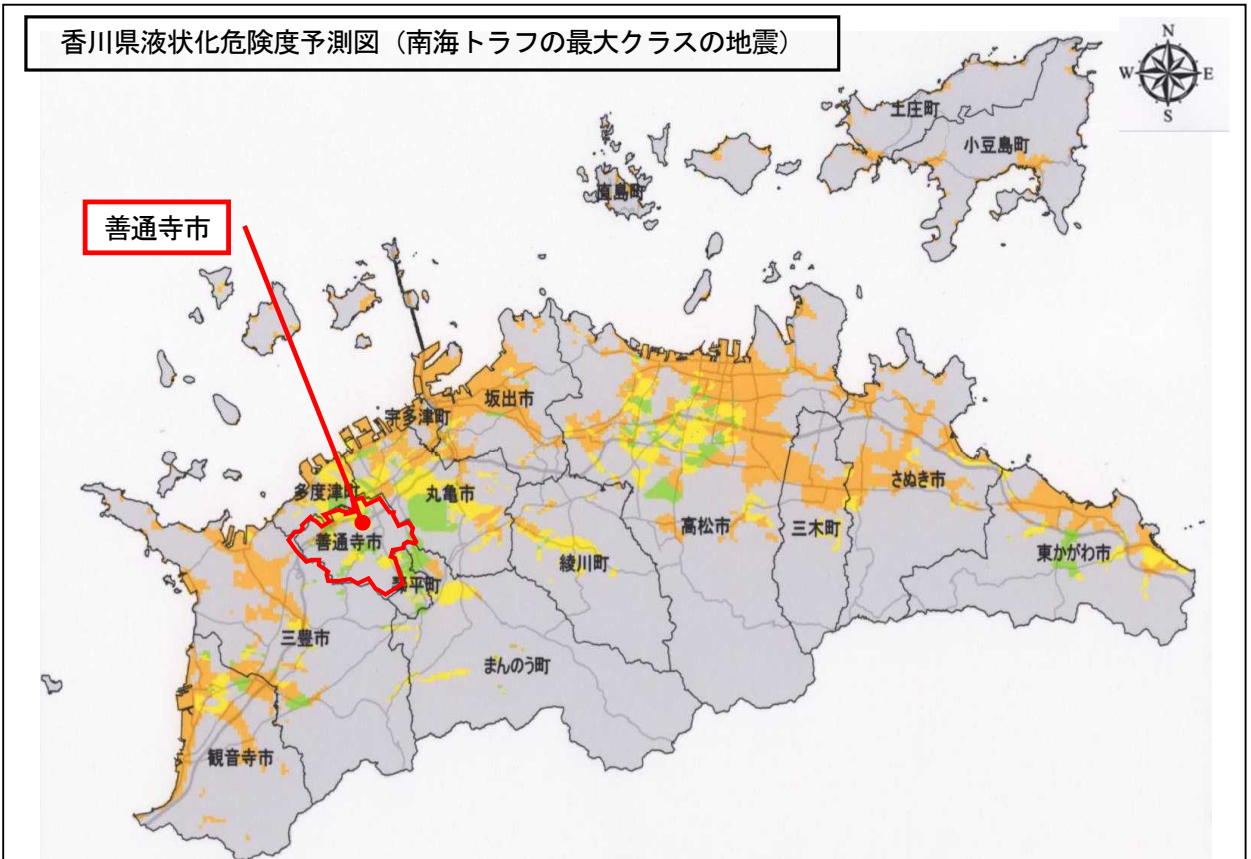 香川県液状化危険度予測図（南海トラフの最大クラスの地震）
N
W
E
S
土庄町
小豆島町
直島町
善通寺市
坂出市
宇多津町
多度津町
丸亀市
さぬき市
高松市
三木町
善通寺市
綾川町
東かがわ市
琴平町
三豊市
まんのう町
観音寺市